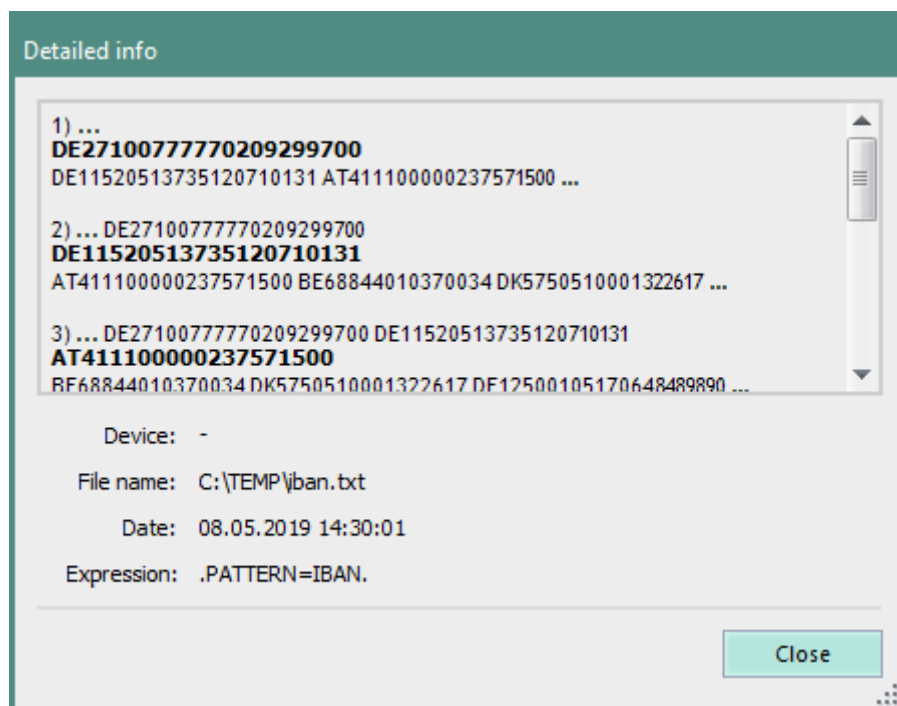 Detailed info
1) ...
DE27100777770209299700
DE11520513735120710131 AT411100000237571500 ...
2) ... DE27100777770209299700
DE11520513735120710131
AT411100000237571500 BE68844010370034 DK5750510001322617 ...
3) ... DE27100777770209299700 DE11520513735120710131
AT411100000237571500
BE68844010370034 DK5750510001322617 DE12500105170648489890 ...
Device: -
File name: C:\TEMP\iban.txt
Date: 08.05.2019 14:30:01
Expression: .PATTERN=IBAN.
Close